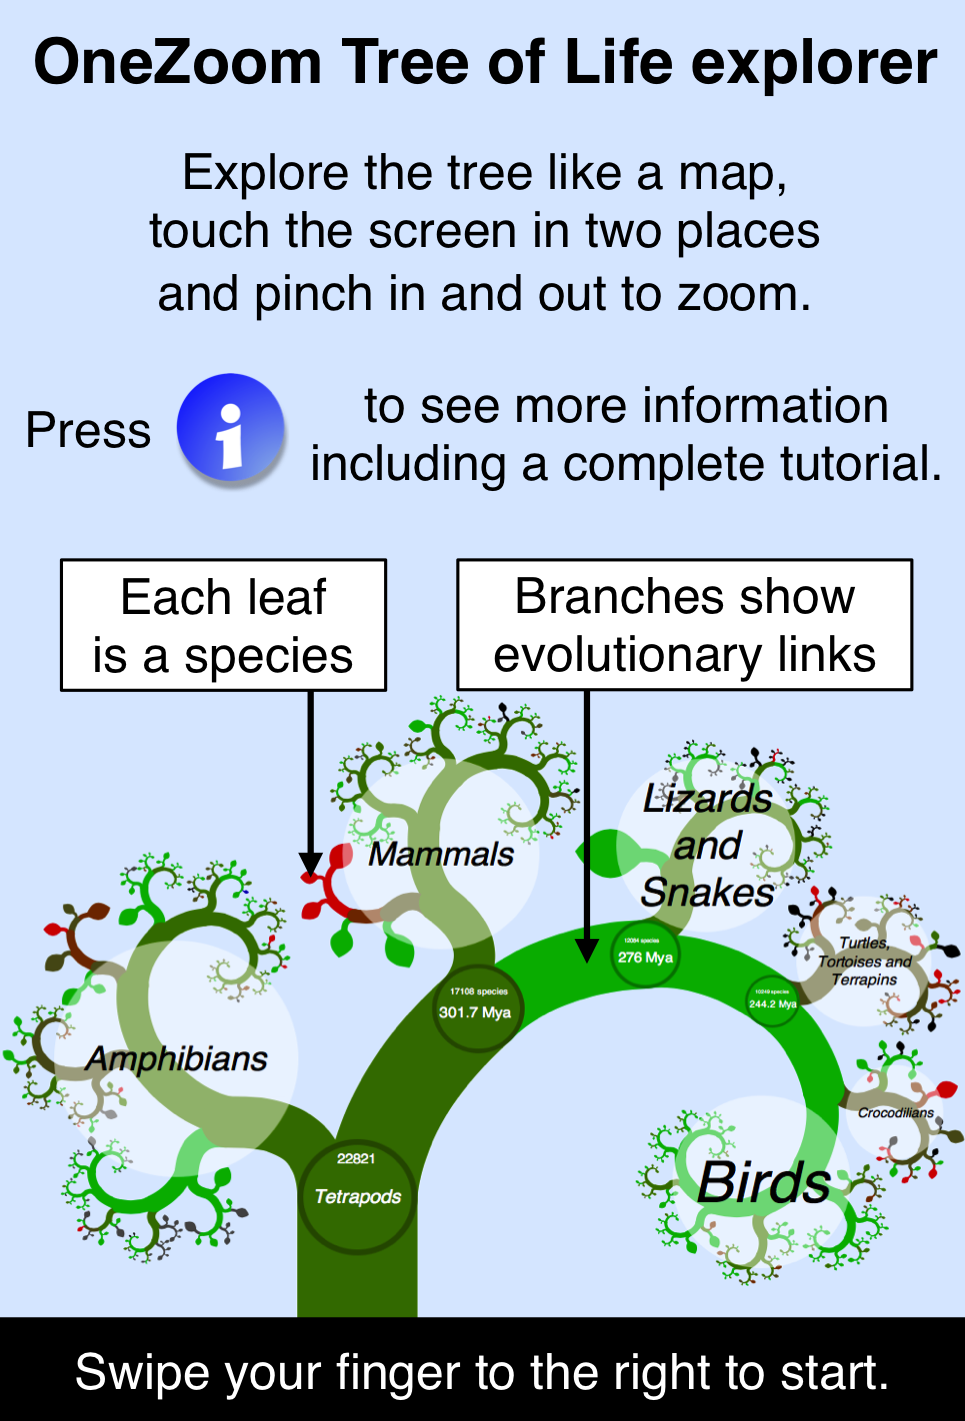 OneZoom Tree of Life explorer
Explore the tree like a map,
touch the screen in two places
and pinch in and out to zoom.
Press
to see more information
including a complete tutorial.
Each leaf
is a species
Branches show
evolutionary links
Mammals
Lizards
and
Snakes
Turtles,
Tortoises and
Terrapins
Amphibians
17108 species
301.7 Mya
12084 species
276 Mya
species
244.2 Mya
Crocodilians
Birds
22821
Tetrapods
Swipe your finger to the right to start.